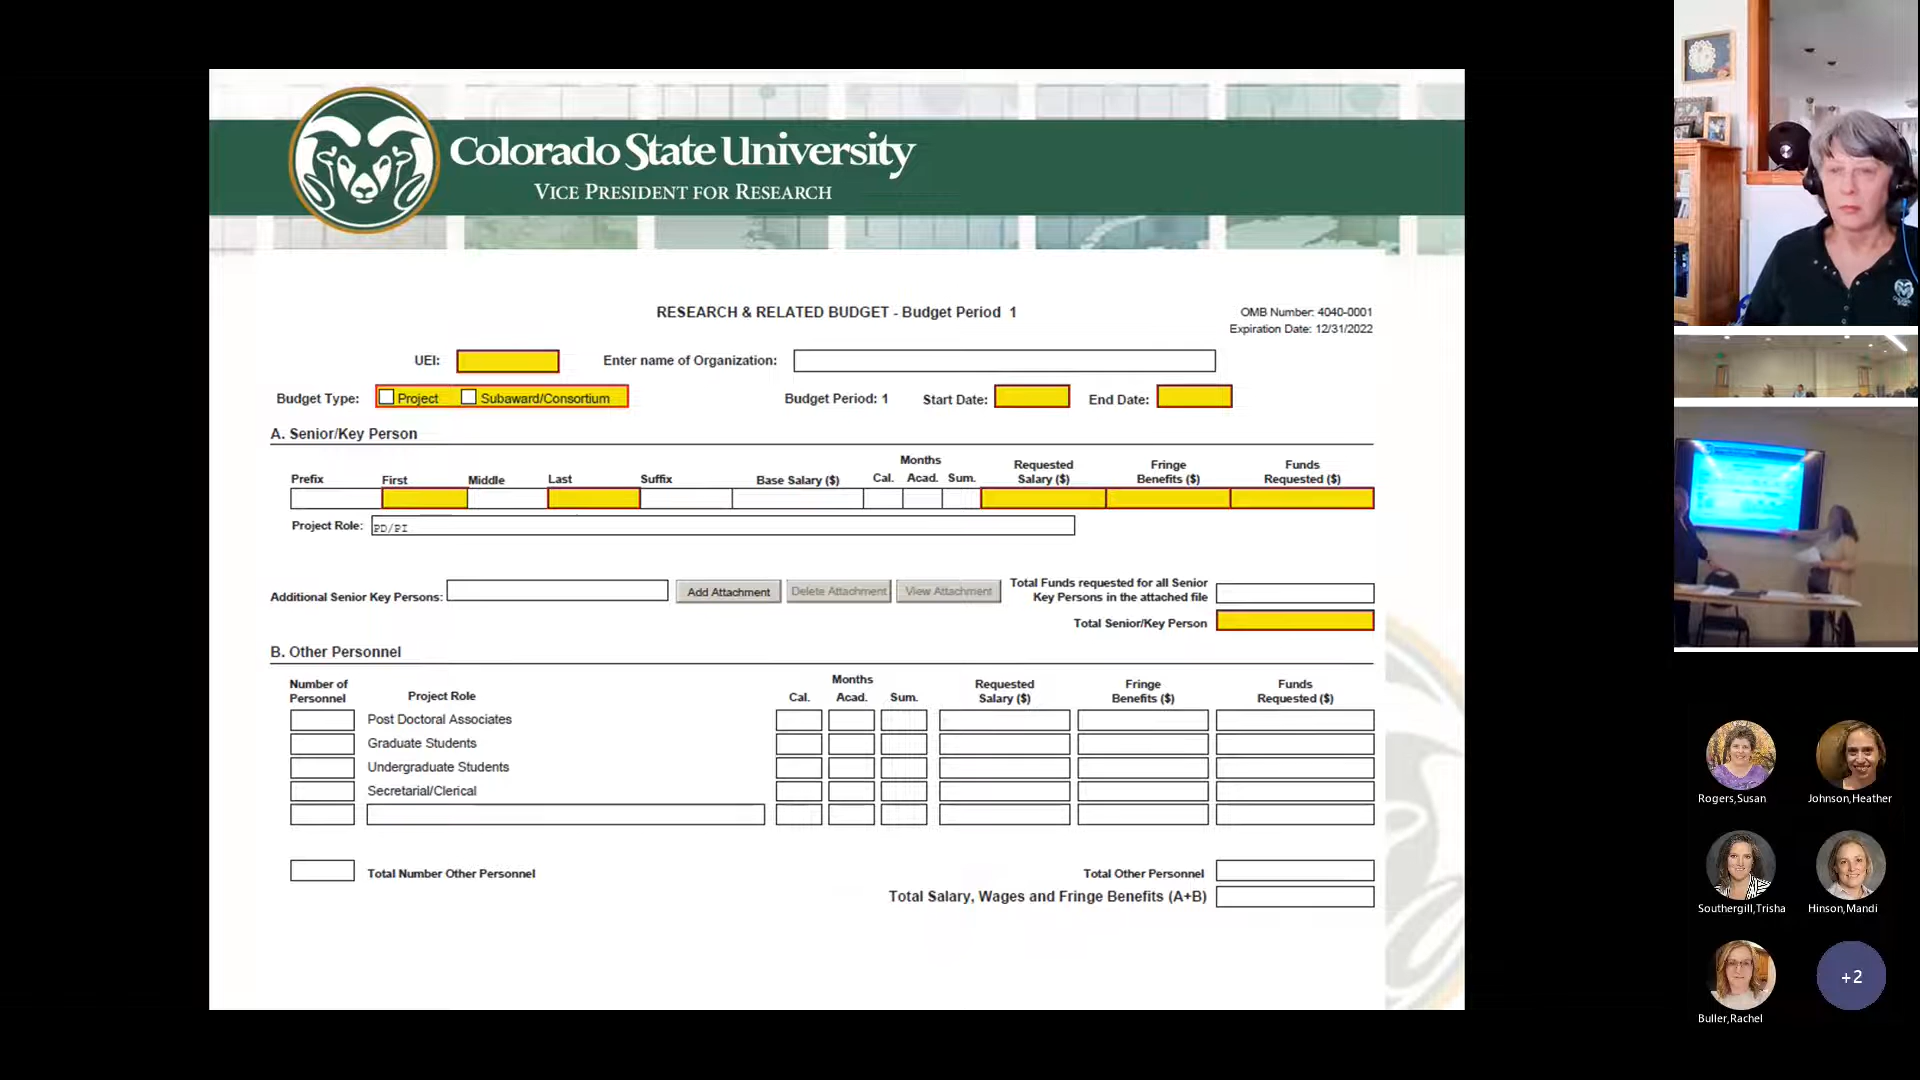 Colorado State University
VICE PRESIDENT FOR RESEARCH
RESEARCH & RELATED BUDGET - Budget Period 1
OMB Number: 4040-0001
Expiration Date: 12/31/2022
UEI:
Enter name of Organization:
Budget Type: Project Subaward/Consortium
Budget Period: 1 Start Date: End Date:
A. Senior/Key Person
Months
Prefix First Middle Last Suffix Base Salary ($) Cal. Acad. Sum. Requested Salary ($) Fringe Benefits ($) Funds Requested ($)
Project Role: PD/PI
Additional Senior Key Persons: Add Attachment Delete Attachment View Attachment
Total Funds requested for all Senior
Key Persons in the attached file
Total Senior/Key Person
B. Other Personnel
Number of Personnel Project Role Months Cal. Acad. Sum. Requested Salary ($) Fringe Benefits ($) Funds Requested ($)
Post Doctoral Associates
Graduate Students
Undergraduate Students
Secretarial/Clerical
Total Number Other Personnel Total Other Personnel
Total Salary, Wages and Fringe Benefits (A+B)
Rogers,Susan
Johnson,Heather
Southergill,Trisha
Hinson,Mandi
Buller,Rachel
+2